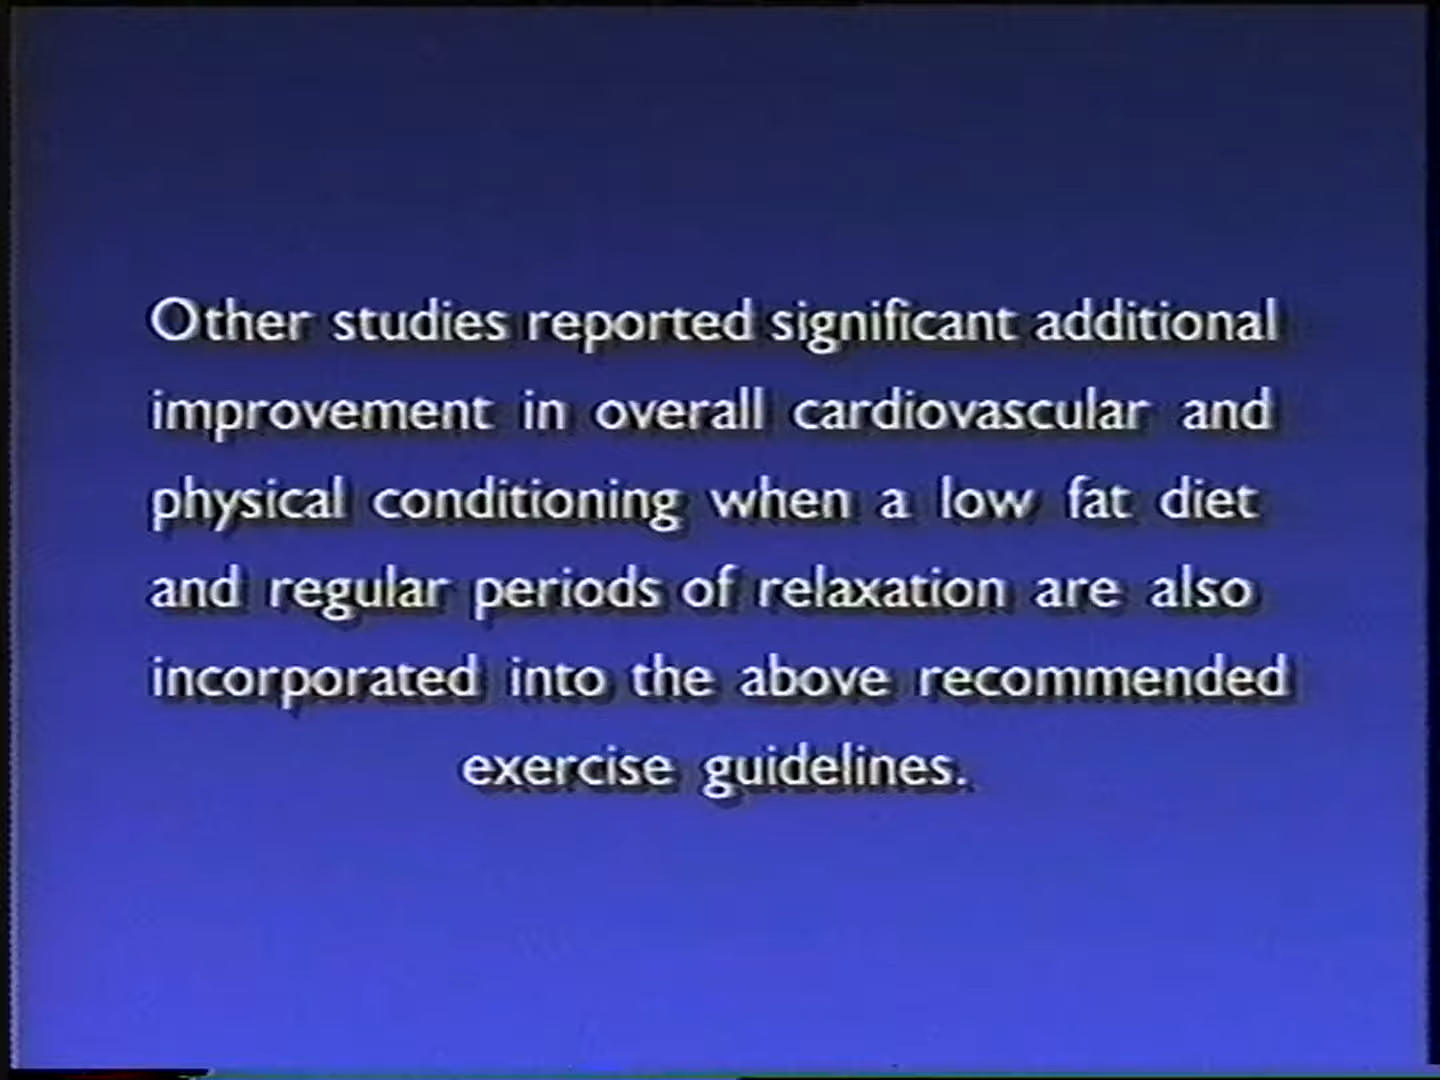 Other studies reported significant additional
improvement in overall cardiovascular and
physical conditioning when a low fat diet
and regular periods of relaxation are also
incorporated into the above recommended
exercise guidelines.